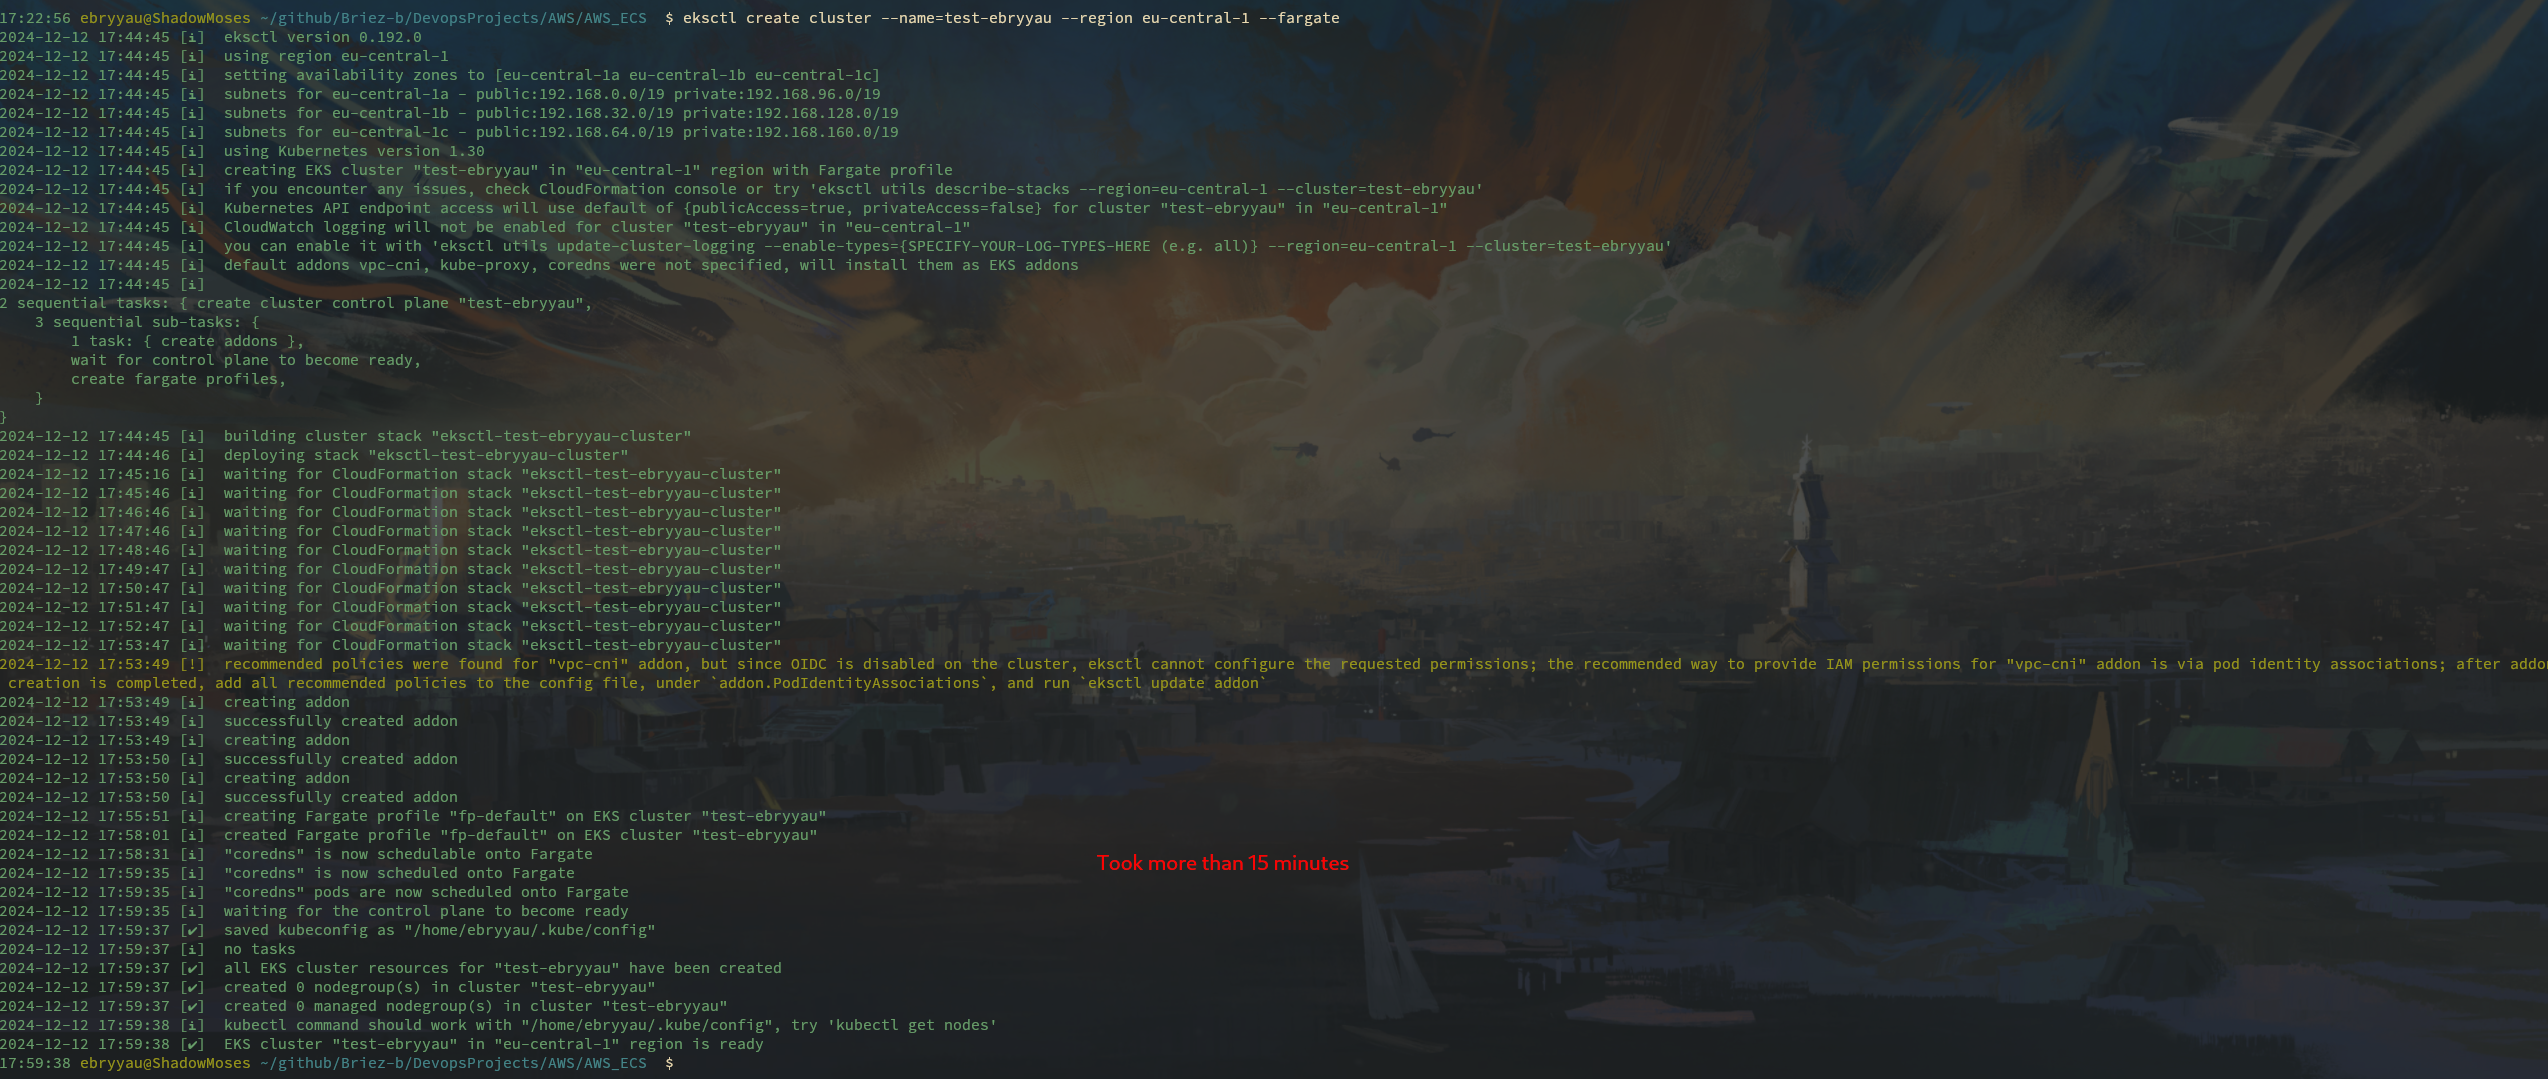 17:22:56 ebryyau@ShadowMoses ~/github/Briez-b/DevopsProjects/AWS/AWS_ECS  $ eksctl create cluster --name=test-ebryyau --region eu-central-1 --fargate
2024-12-12 17:44:45 [ℹ]  eksctl version 0.192.0
2024-12-12 17:44:45 [ℹ]  using region eu-central-1
2024-12-12 17:44:45 [ℹ]  setting availability zones to [eu-central-1a eu-central-1b eu-central-1c]
2024-12-12 17:44:45 [ℹ]  subnets for eu-central-1a - public:192.168.0.0/19 private:192.168.96.0/19
2024-12-12 17:44:45 [ℹ]  subnets for eu-central-1b - public:192.168.32.0/19 private:192.168.128.0/19
2024-12-12 17:44:45 [ℹ]  subnets for eu-central-1c - public:192.168.64.0/19 private:192.168.160.0/19
2024-12-12 17:44:45 [ℹ]  using Kubernetes version 1.30
2024-12-12 17:44:45 [ℹ]  creating EKS cluster "test-ebryyau" in "eu-central-1" region with Fargate profile
2024-12-12 17:44:45 [ℹ]  if you encounter any issues, check CloudFormation console or try 'eksctl utils describe-stacks --region=eu-central-1 --cluster=test-ebryyau'
2024-12-12 17:44:45 [ℹ]  Kubernetes API endpoint access will use default of {publicAccess=true, privateAccess=false} for cluster "test-ebryyau" in "eu-central-1"
2024-12-12 17:44:45 [ℹ]  CloudWatch logging will not be enabled for cluster "test-ebryyau" in "eu-central-1"
2024-12-12 17:44:45 [ℹ]  you can enable it with 'eksctl utils update-cluster-logging --enable-types={SPECIFY-YOUR-LOG-TYPES-HERE (e.g. all)} --region=eu-central-1 --cluster=test-ebryyau'
2024-12-12 17:44:45 [ℹ]  default addons vpc-cni, kube-proxy, coredns were not specified, will install them as EKS addons
2024-12-12 17:44:45 [ℹ]
2 sequential tasks: { create cluster control plane "test-ebryyau",
    3 sequential sub-tasks: {
        1 task: { create addons },
        wait for control plane to become ready,
        create fargate profiles,
    }
}
2024-12-12 17:44:45 [ℹ]  building cluster stack "eksctl-test-ebryyau-cluster"
2024-12-12 17:44:46 [ℹ]  deploying stack "eksctl-test-ebryyau-cluster"
2024-12-12 17:45:16 [ℹ]  waiting for CloudFormation stack "eksctl-test-ebryyau-cluster"
2024-12-12 17:45:46 [ℹ]  waiting for CloudFormation stack "eksctl-test-ebryyau-cluster"
2024-12-12 17:46:46 [ℹ]  waiting for CloudFormation stack "eksctl-test-ebryyau-cluster"
2024-12-12 17:47:46 [ℹ]  waiting for CloudFormation stack "eksctl-test-ebryyau-cluster"
2024-12-12 17:48:46 [ℹ]  waiting for CloudFormation stack "eksctl-test-ebryyau-cluster"
2024-12-12 17:49:47 [ℹ]  waiting for CloudFormation stack "eksctl-test-ebryyau-cluster"
2024-12-12 17:50:47 [ℹ]  waiting for CloudFormation stack "eksctl-test-ebryyau-cluster"
2024-12-12 17:51:47 [ℹ]  waiting for CloudFormation stack "eksctl-test-ebryyau-cluster"
2024-12-12 17:52:47 [ℹ]  waiting for CloudFormation stack "eksctl-test-ebryyau-cluster"
2024-12-12 17:53:47 [ℹ]  waiting for CloudFormation stack "eksctl-test-ebryyau-cluster"
2024-12-12 17:53:49 [!]  recommended policies were found for "vpc-cni" addon, but since OIDC is disabled on the cluster, eksctl cannot configure the requested permissions; the recommended way to provide IAM permissions for "vpc-cni" addon is via pod identity associations; after addon
 creation is completed, add all recommended policies to the config file, under `addon.PodIdentityAssociations`, and run `eksctl update addon`
2024-12-12 17:53:49 [ℹ]  creating addon
2024-12-12 17:53:49 [ℹ]  successfully created addon
2024-12-12 17:53:49 [ℹ]  creating addon
2024-12-12 17:53:50 [ℹ]  successfully created addon
2024-12-12 17:53:50 [ℹ]  creating addon
2024-12-12 17:53:50 [ℹ]  successfully created addon
2024-12-12 17:55:51 [ℹ]  creating Fargate profile "fp-default" on EKS cluster "test-ebryyau"
2024-12-12 17:58:01 [ℹ]  created Fargate profile "fp-default" on EKS cluster "test-ebryyau"
2024-12-12 17:58:31 [ℹ]  "coredns" is now schedulable onto Fargate
Took more than 15 minutes
2024-12-12 17:59:35 [ℹ]  "coredns" is now scheduled onto Fargate
2024-12-12 17:59:35 [ℹ]  "coredns" pods are now scheduled onto Fargate
2024-12-12 17:59:35 [ℹ]  waiting for the control plane to become ready
2024-12-12 17:59:37 [✔]  saved kubeconfig as "/home/ebryyau/.kube/config"
2024-12-12 17:59:37 [ℹ]  no tasks
2024-12-12 17:59:37 [✔]  all EKS cluster resources for "test-ebryyau" have been created
2024-12-12 17:59:37 [✔]  created 0 nodegroup(s) in cluster "test-ebryyau"
2024-12-12 17:59:37 [✔]  created 0 managed nodegroup(s) in cluster "test-ebryyau"
2024-12-12 17:59:38 [ℹ]  kubectl command should work with "/home/ebryyau/.kube/config", try 'kubectl get nodes'
2024-12-12 17:59:38 [✔]  EKS cluster "test-ebryyau" in "eu-central-1" region is ready
17:59:38 ebryyau@ShadowMoses ~/github/Briez-b/DevopsProjects/AWS/AWS_ECS  $